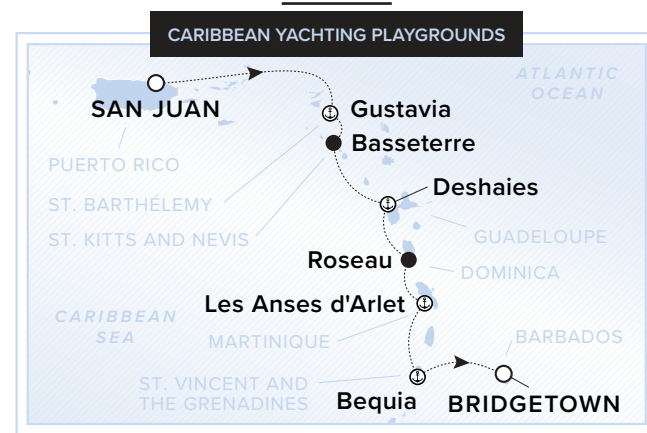 CARIBBEAN YACHTING PLAYGROUNDS
ATLANTIC
OCEAN
SAN JUAN
Gustavia
Basseterre
PUERTO RICO
Deshaies
ST. BARTHÉLEMY
ST. KITTS AND NEVIS
GUADELOUPE
Roseau
DOMINICA
Les Anses d'Arlet
CARIBBEAN
SEA
MARTINIQUE
BARBADOS
ST. VINCENT AND
THE GRENADINES
Bequia
BRIDGETOWN